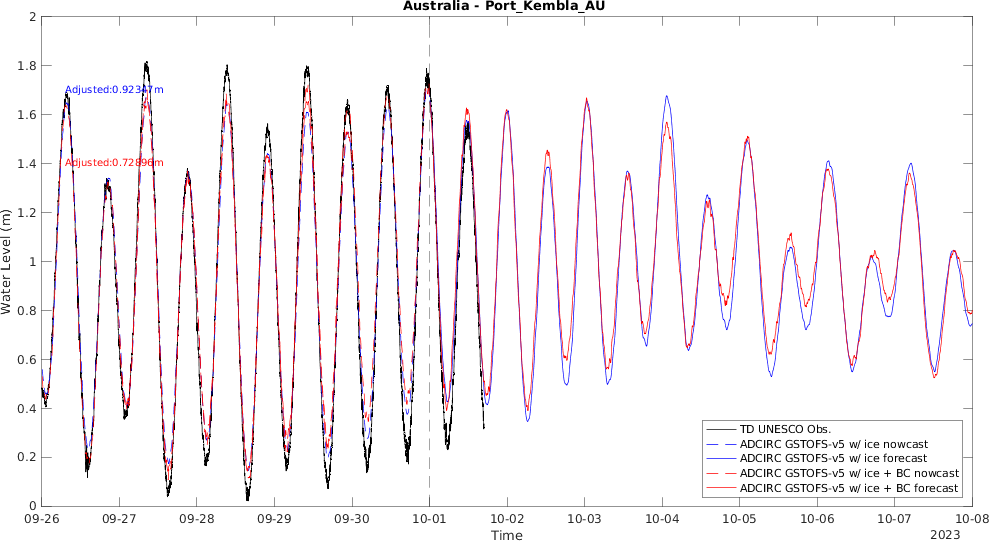 Australia - Port_Kembla_AU
2
1.8
1.6
1.4
1.2
1
0.8
0.6
0.4
0.2
0
Water Level (m)
Adjusted:0.92347m
Adjusted:0.72896m
TD UNESCO Obs.
ADCIRC GSTOFS-v5 w/ ice nowcast
ADCIRC GSTOFS-v5 w/ ice forecast
ADCIRC GSTOFS-v5 w/ ice + BC nowcast
ADCIRC GSTOFS-v5 w/ ice + BC forecast
09-26 09-27 09-28 09-29 09-30 10-01 10-02 10-03 10-04 10-05 10-06 10-07 10-08
Time
2023